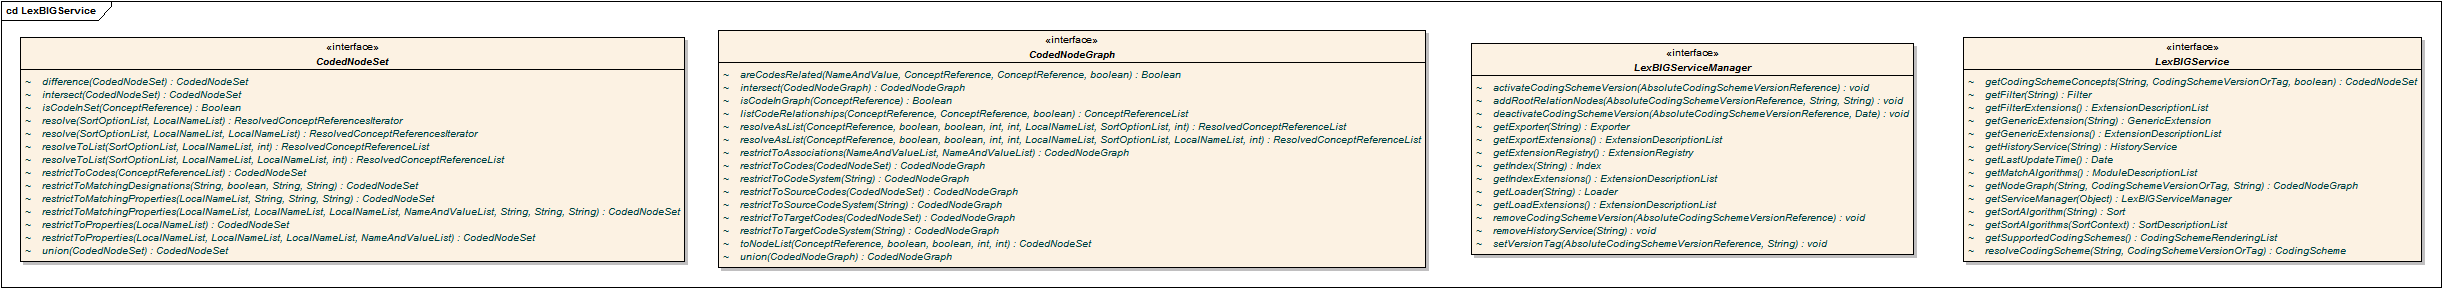 cd LexBIGService
«interface»
CodedNodeSet
~ difference(CodedNodeSet) : CodedNodeSet
~ intersect(CodedNodeSet) : CodedNodeSet
~ isCodeInSet(ConceptReference) : Boolean
~ resolve(SortOptionList, LocalNameList) : ResolvedConceptReferencesIterator
~ resolve(SortOptionList, LocalNameList, LocalNameList) : ResolvedConceptReferencesIterator
~ resolveToList(SortOptionList, LocalNameList, int) : ResolvedConceptReferenceList
~ resolveToList(SortOptionList, LocalNameList, LocalNameList, int) : ResolvedConceptReferenceList
~ restrictToCodes(ConceptReferenceList) : CodedNodeSet
~ restrictToMatchingDesignations(String, boolean, String, String) : CodedNodeSet
~ restrictToMatchingProperties(LocalNameList, String, String, String) : CodedNodeSet
~ restrictToMatchingProperties(LocalNameList, LocalNameList, LocalNameList, NameAndValueList, String, String, String) : CodedNodeSet
~ restrictToProperties(LocalNameList) : CodedNodeSet
~ restrictToProperties(LocalNameList, LocalNameList, LocalNameList, NameAndValueList) : CodedNodeSet
~ union(CodedNodeSet) : CodedNodeSet
«interface»
CodedNodeGraph
~ areCodesRelated(NameAndValue, ConceptReference, ConceptReference, boolean) : Boolean
~ intersect(CodedNodeGraph) : CodedNodeGraph
~ isCodeInGraph(ConceptReference) : Boolean
~ listCodeRelationships(ConceptReference, ConceptReference, boolean) : ConceptReferenceList
~ resolveAsList(ConceptReference, boolean, boolean, int, int, LocalNameList, SortOptionList, int) : ResolvedConceptReferenceList
~ resolveAsList(ConceptReference, boolean, boolean, int, int, LocalNameList, LocalNameList, SortOptionList, LocalNameList, int) : ResolvedConceptReferenceList
~ restrictToAssociations(NameAndValueList, NameAndValueList) : CodedNodeGraph
~ restrictToCodes(CodedNodeSet) : CodedNodeGraph
~ restrictToCodeSystem(String) : CodedNodeGraph
~ restrictToSourceCodes(CodedNodeSet) : CodedNodeGraph
~ restrictToSourceCodeSystem(String) : CodedNodeGraph
~ restrictToTargetCodes(CodedNodeSet) : CodedNodeGraph
~ restrictToTargetCodeSystem(String) : CodedNodeGraph
~ toNodeList(ConceptReference, boolean, boolean, int, int) : CodedNodeSet
~ union(CodedNodeGraph) : CodedNodeGraph
«interface»
LexBIGServiceManager
~ activateCodingSchemeVersion(AbsoluteCodingSchemeVersionReference) : void
~ addRootRelationNodes(AbsoluteCodingSchemeVersionReference, String, String) : void
~ deactivateCodingSchemeVersion(AbsoluteCodingSchemeVersionReference, Date) : void
~ getExporter(String) : Exporter
~ getExportExtensions() : ExtensionDescriptionList
~ getExtensionRegistry() : ExtensionRegistry
~ getIndex(String) : Index
~ getIndexExtensions() : ExtensionDescriptionList
~ getLoader(String) : Loader
~ getLoadExtensions() : ExtensionDescriptionList
~ removeCodingSchemeVersion(AbsoluteCodingSchemeVersionReference) : void
~ removeHistoryService(String) : void
~ setVersionTag(AbsoluteCodingSchemeVersionReference, String) : void
«interface»
LexBIGService
~ getCodingSchemeConcepts(String, CodingSchemeVersionOrTag, boolean) : CodedNodeSet
~ getFilter(String) : Filter
~ getFilterExtensions() : ExtensionDescriptionList
~ getGenericExtension(String) : GenericExtension
~ getGenericExtensions() : ExtensionDescriptionList
~ getHistoryService(String) : HistoryService
~ getLastUpdateTime() : Date
~ getMatchAlgorithms() : ModuleDescriptionList
~ getNodeGraph(String, CodingSchemeVersionOrTag, String) : CodedNodeGraph
~ getServiceManager(Object) : LexBIGServiceManager
~ getSortAlgorithm(String) : Sort
~ getSortAlgorithms(SortContext) : SortDescriptionList
~ getSupportedCodingSchemes() : CodingSchemeRenderingList
~ resolveCodingScheme(String, CodingSchemeVersionOrTag) : CodingScheme